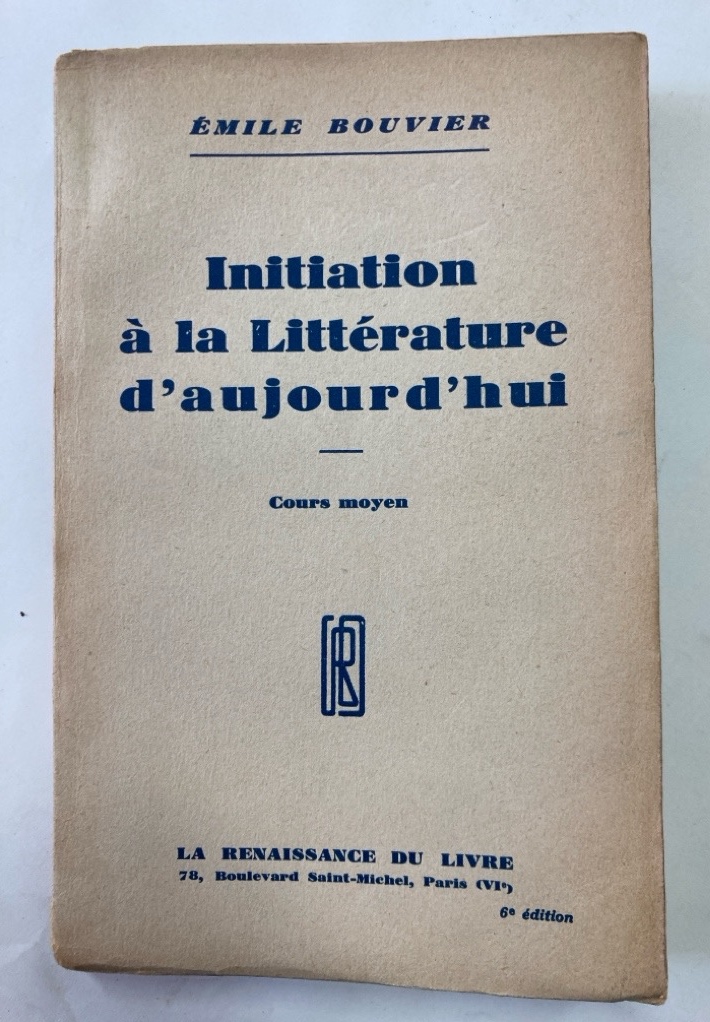 ÉMILE BOUVIER
Initiation
à la Littérature
d'aujourd'hui
Cours moyen
LA RENAISSANCE DU LIVRE
78, Boulevard Saint-Michel, Paris (VIᵉ)
6ᵉ édition